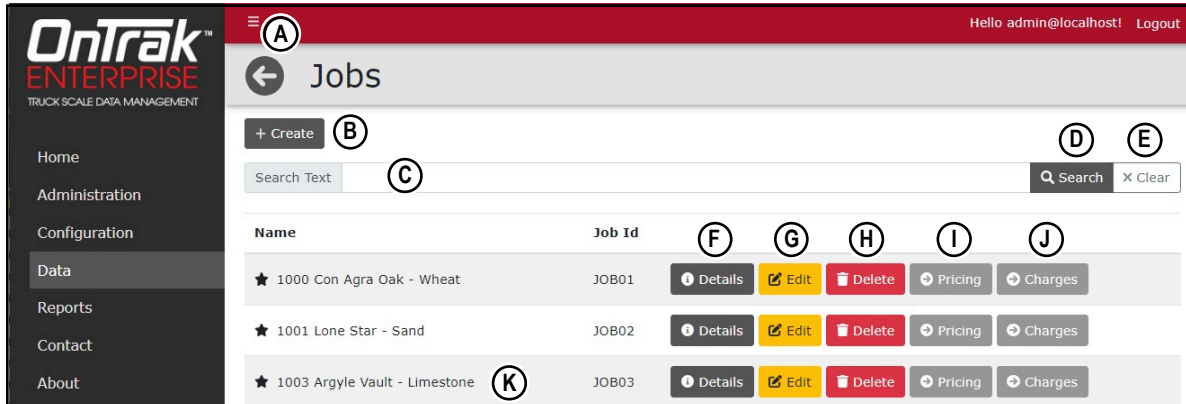 OnTrak™
ENTERPRISE
TRUCK SCALE DATA MANAGEMENT
Home
Administration
Configuration
Data
Reports
Contact
About
A
Hello admin@localhost! Logout
Jobs
+ Create B
D E
Search Text C Search × Clear
Name Job Id F G H I J
1000 Con Agra Oak - Wheat JOB01 Details Edit Delete Pricing Charges
1001 Lone Star - Sand JOB02 Details Edit Delete Pricing Charges
1003 Argyle Vault - Limestone K JOB03 Details Edit Delete Pricing Charges